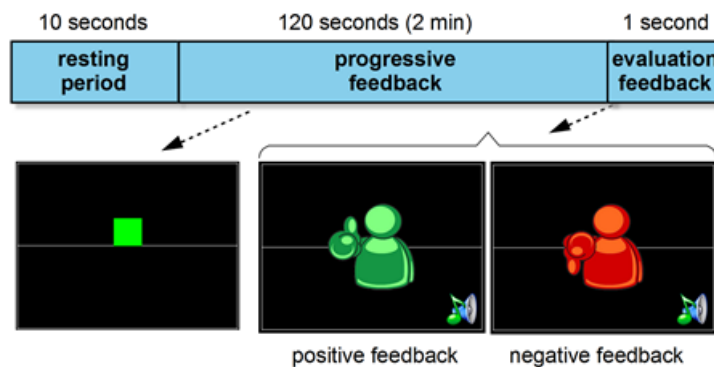 10 seconds
120 seconds (2 min)
1 second
resting
period
progressive
feedback
evaluation
feedback
positive feedback
negative feedback